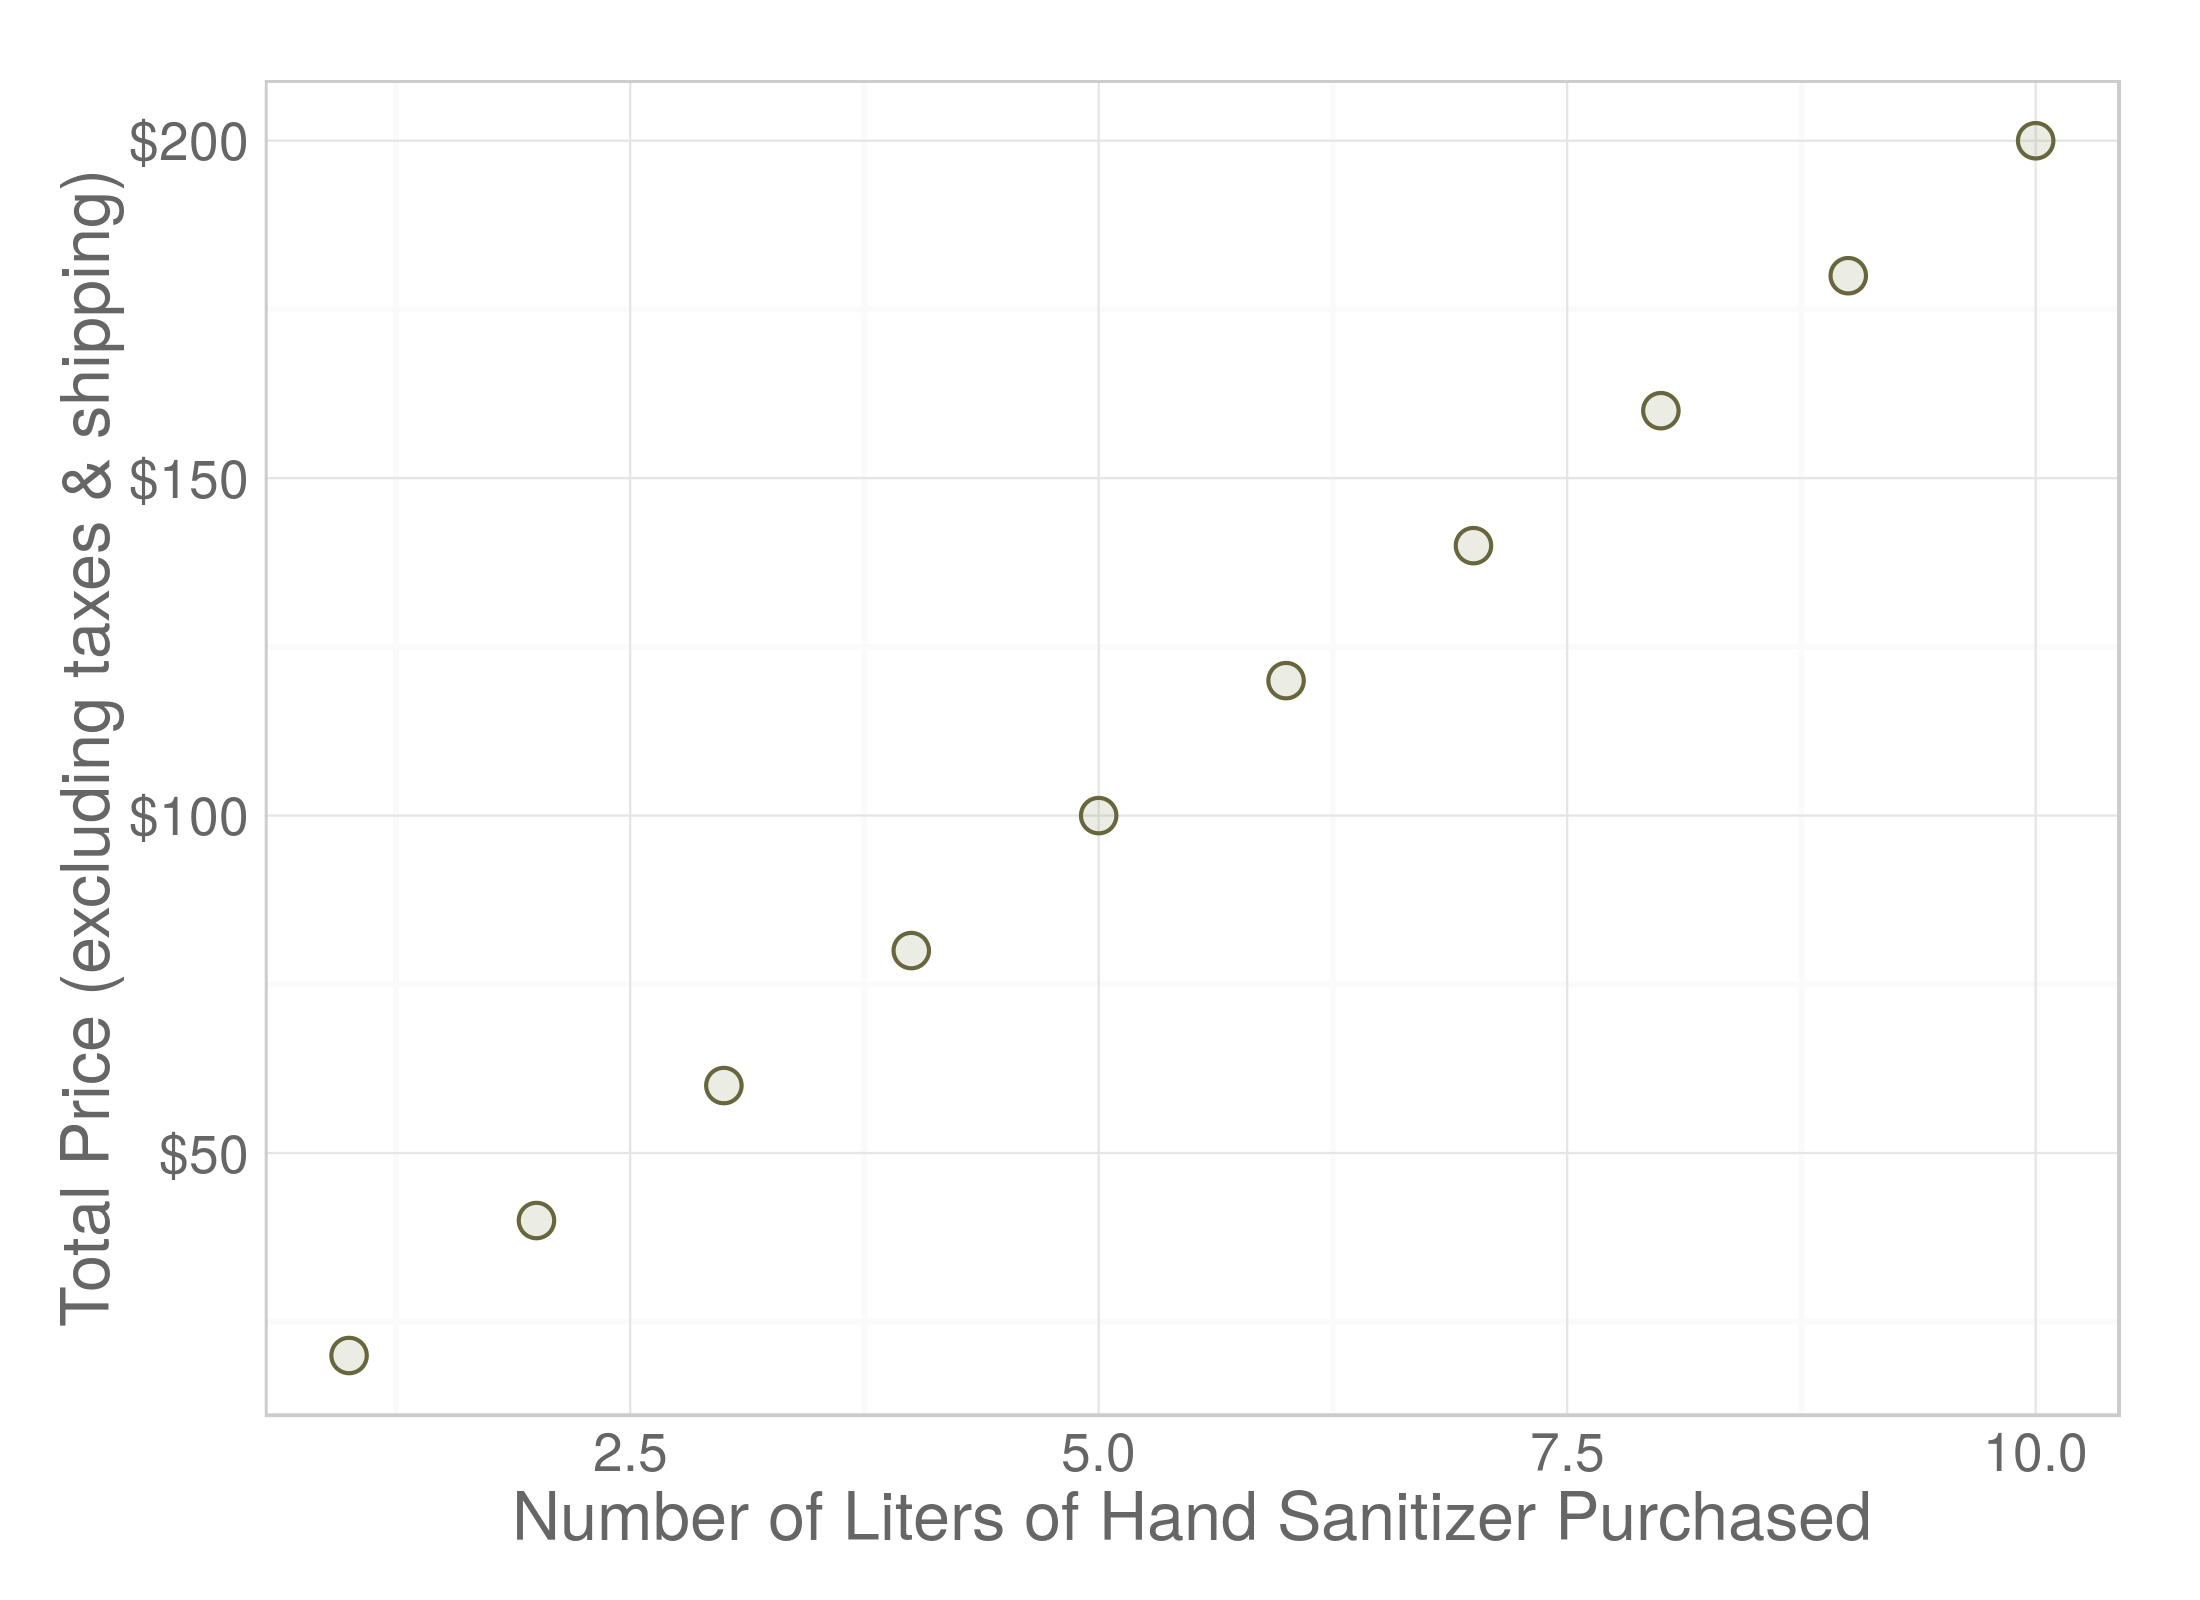 Total Price (excluding taxes & shipping)
$200
$150
$100
$50
2.5 5.0 7.5 10.0
Number of Liters of Hand Sanitizer Purchased